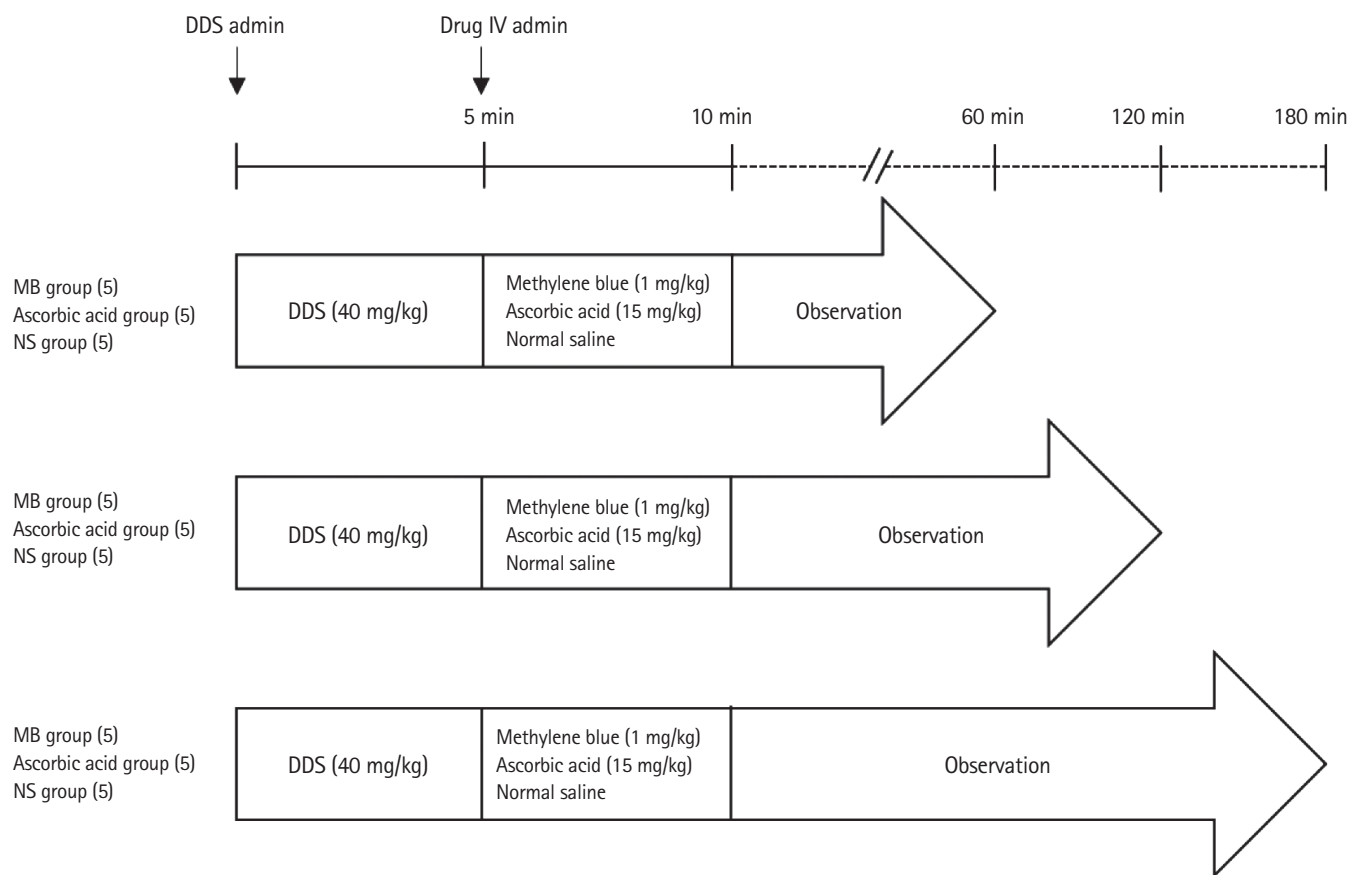 DDS admin
Drug IV admin
5 min
10 min
60 min
120 min
180 min
MB group (5)
Ascorbic acid group (5)
NS group (5)
DDS (40 mg/kg)
Methylene blue (1 mg/kg)
Ascorbic acid (15 mg/kg)
Normal saline
Observation
MB group (5)
Ascorbic acid group (5)
NS group (5)
DDS (40 mg/kg)
Methylene blue (1 mg/kg)
Ascorbic acid (15 mg/kg)
Normal saline
Observation
MB group (5)
Ascorbic acid group (5)
NS group (5)
DDS (40 mg/kg)
Methylene blue (1 mg/kg)
Ascorbic acid (15 mg/kg)
Normal saline
Observation